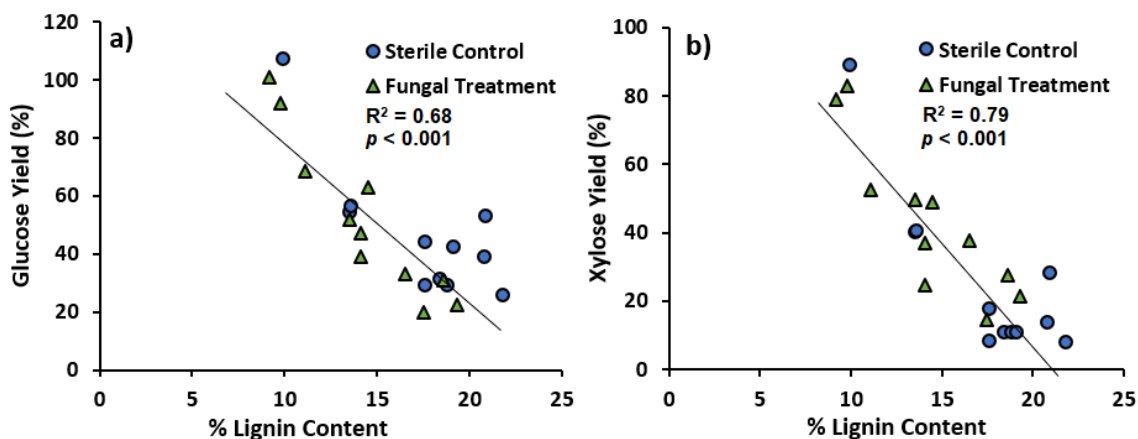 a)
Sterile Control
Fungal Treatment
R² = 0.68
p < 0.001
Glucose Yield (%)
120
100
80
60
40
20
0
0 5 10 15 20 25
% Lignin Content
b)
Sterile Control
Fungal Treatment
R² = 0.79
p < 0.001
Xylose Yield (%)
100
80
60
40
20
0
0 5 10 15 20 25
% Lignin Content